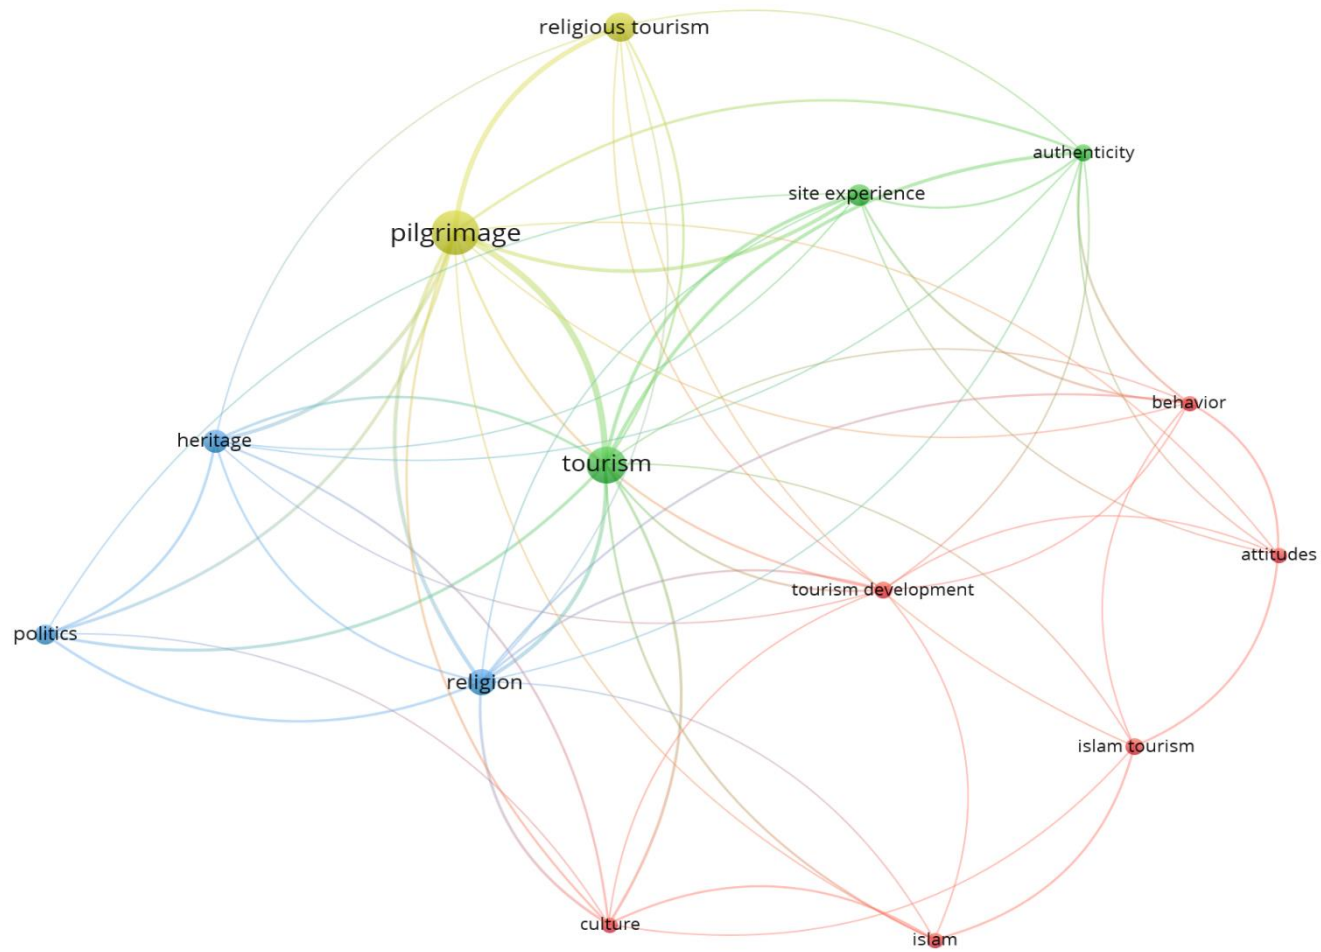 religious tourism
authenticity
site experience
pilgrimage
behavior
heritage
tourism
attitudes
tourism development
politics
religion
islam tourism
culture
islam